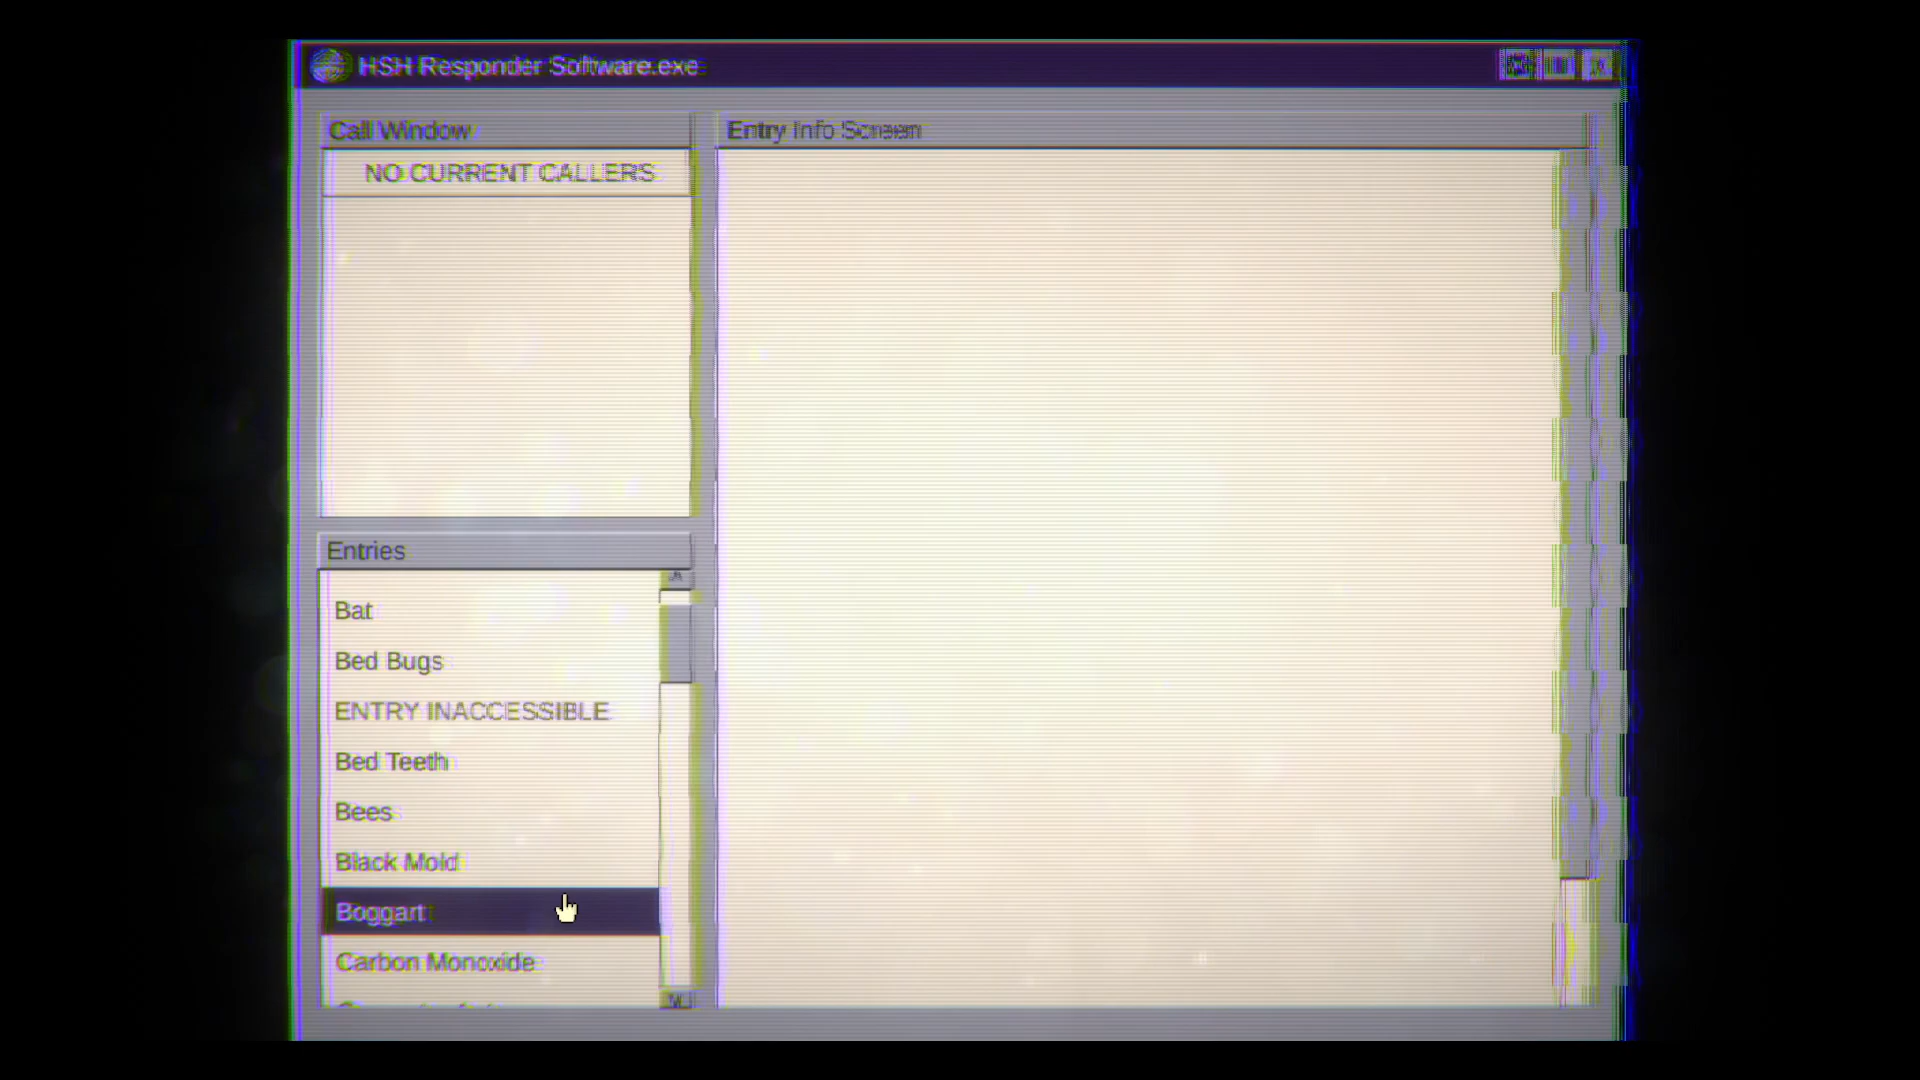 HSH Responder Software.exe
Call Window
NO CURRENT CALLERS
Entry Info Screen
Entries
Bat
Bed Bugs
ENTRY INACCESSIBLE
Bed Teeth
Bees
Black Mold
Boggart
Carbon Monoxide